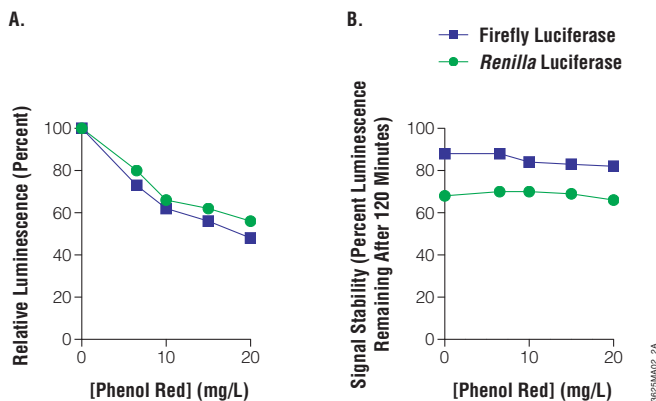 A.
Relative Luminescence (Percent)
100
80
60
40
20
0
0 10 20
[Phenol Red] (mg/L)
B.
Firefly Luciferase
Renilla Luciferase
Signal Stability (Percent Luminescence
Remaining After 120 Minutes)
100
80
60
40
20
0
0 10 20
[Phenol Red] (mg/L)